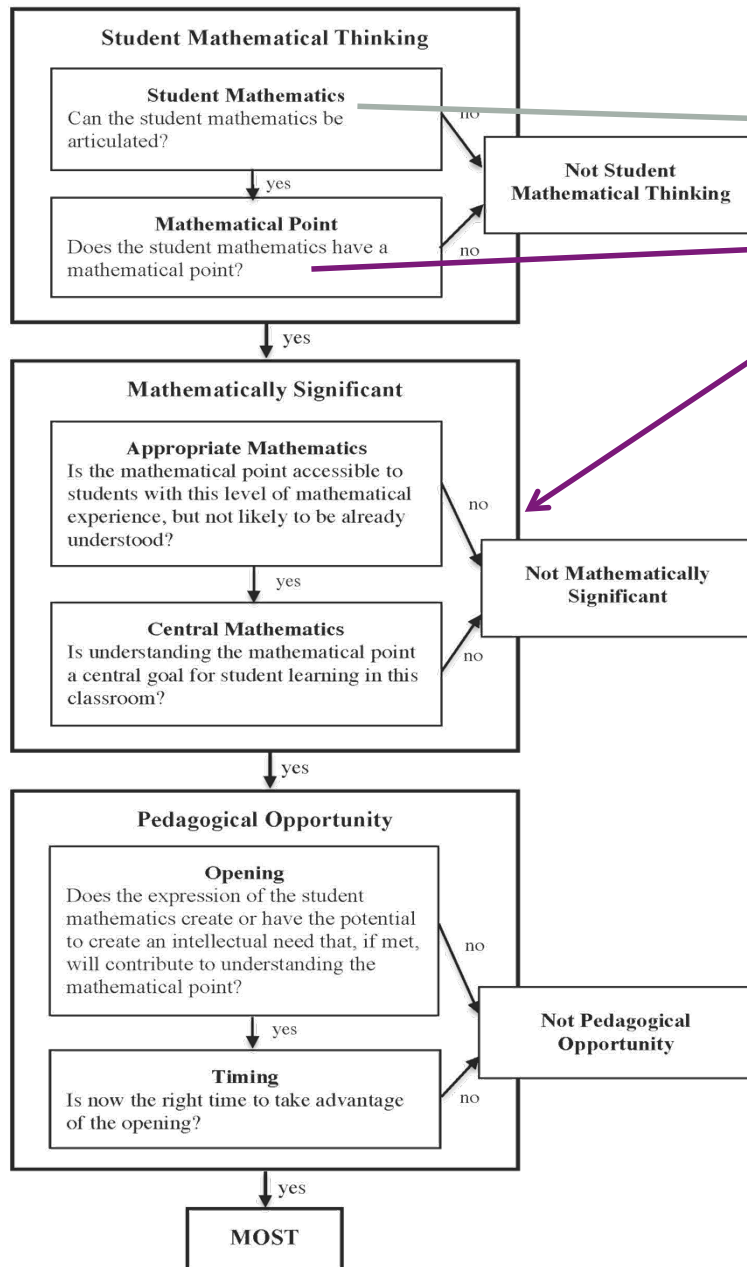 Student Mathematical Thinking
Student Mathematics
Can the student mathematics be
articulated?
no
yes
Not Student
Mathematical Thinking
Mathematical Point
Does the student mathematics have a
mathematical point?
no
yes
Mathematically Significant
Appropriate Mathematics
Is the mathematical point accessible to
students with this level of mathematical
experience, but not likely to be already
understood?
no
yes
Not Mathematically
Significant
Central Mathematics
Is understanding the mathematical point
a central goal for student learning in this
classroom?
no
yes
Pedagogical Opportunity
Opening
Does the expression of the student
mathematics create or have the potential
to create an intellectual need that, if met,
will contribute to understanding the
mathematical point?
no
yes
Not Pedagogical
Opportunity
Timing
Is now the right time to take advantage
of the opening?
no
yes
MOST